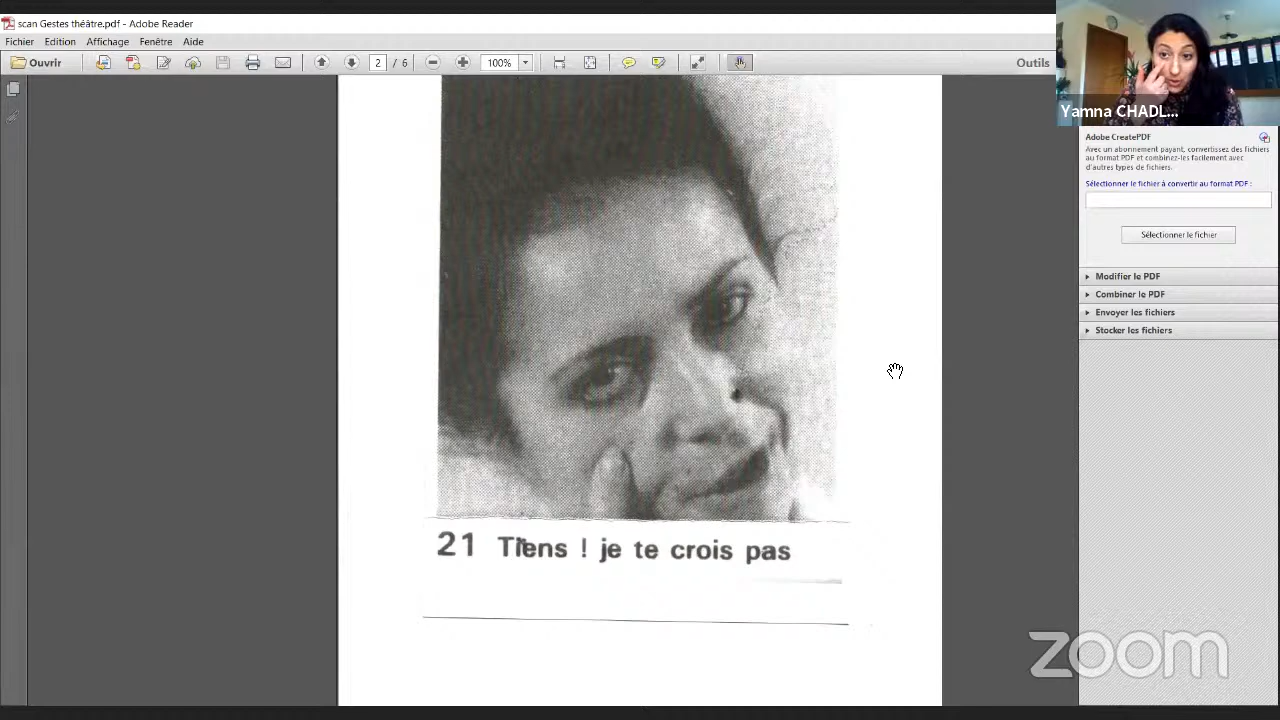 scan Gestes théâtre.pdf - Adobe Reader
Fichier Edition Affichage Fenêtre Aide
Ouvrir 2 / 6 100% Outils
Yamna CHADL...
Adobe CreatePDF
Avec un abonnement payant, convertissez des fichiers
au format PDF et combinez-les facilement avec
d'autres types de fichiers.
Sélectionner le fichier à convertir au format PDF :
Sélectionner le fichier
Modifier le PDF
Combiner le PDF
Envoyer les fichiers
Stocker les fichiers
21 Tiens ! je te crois pas
zoom